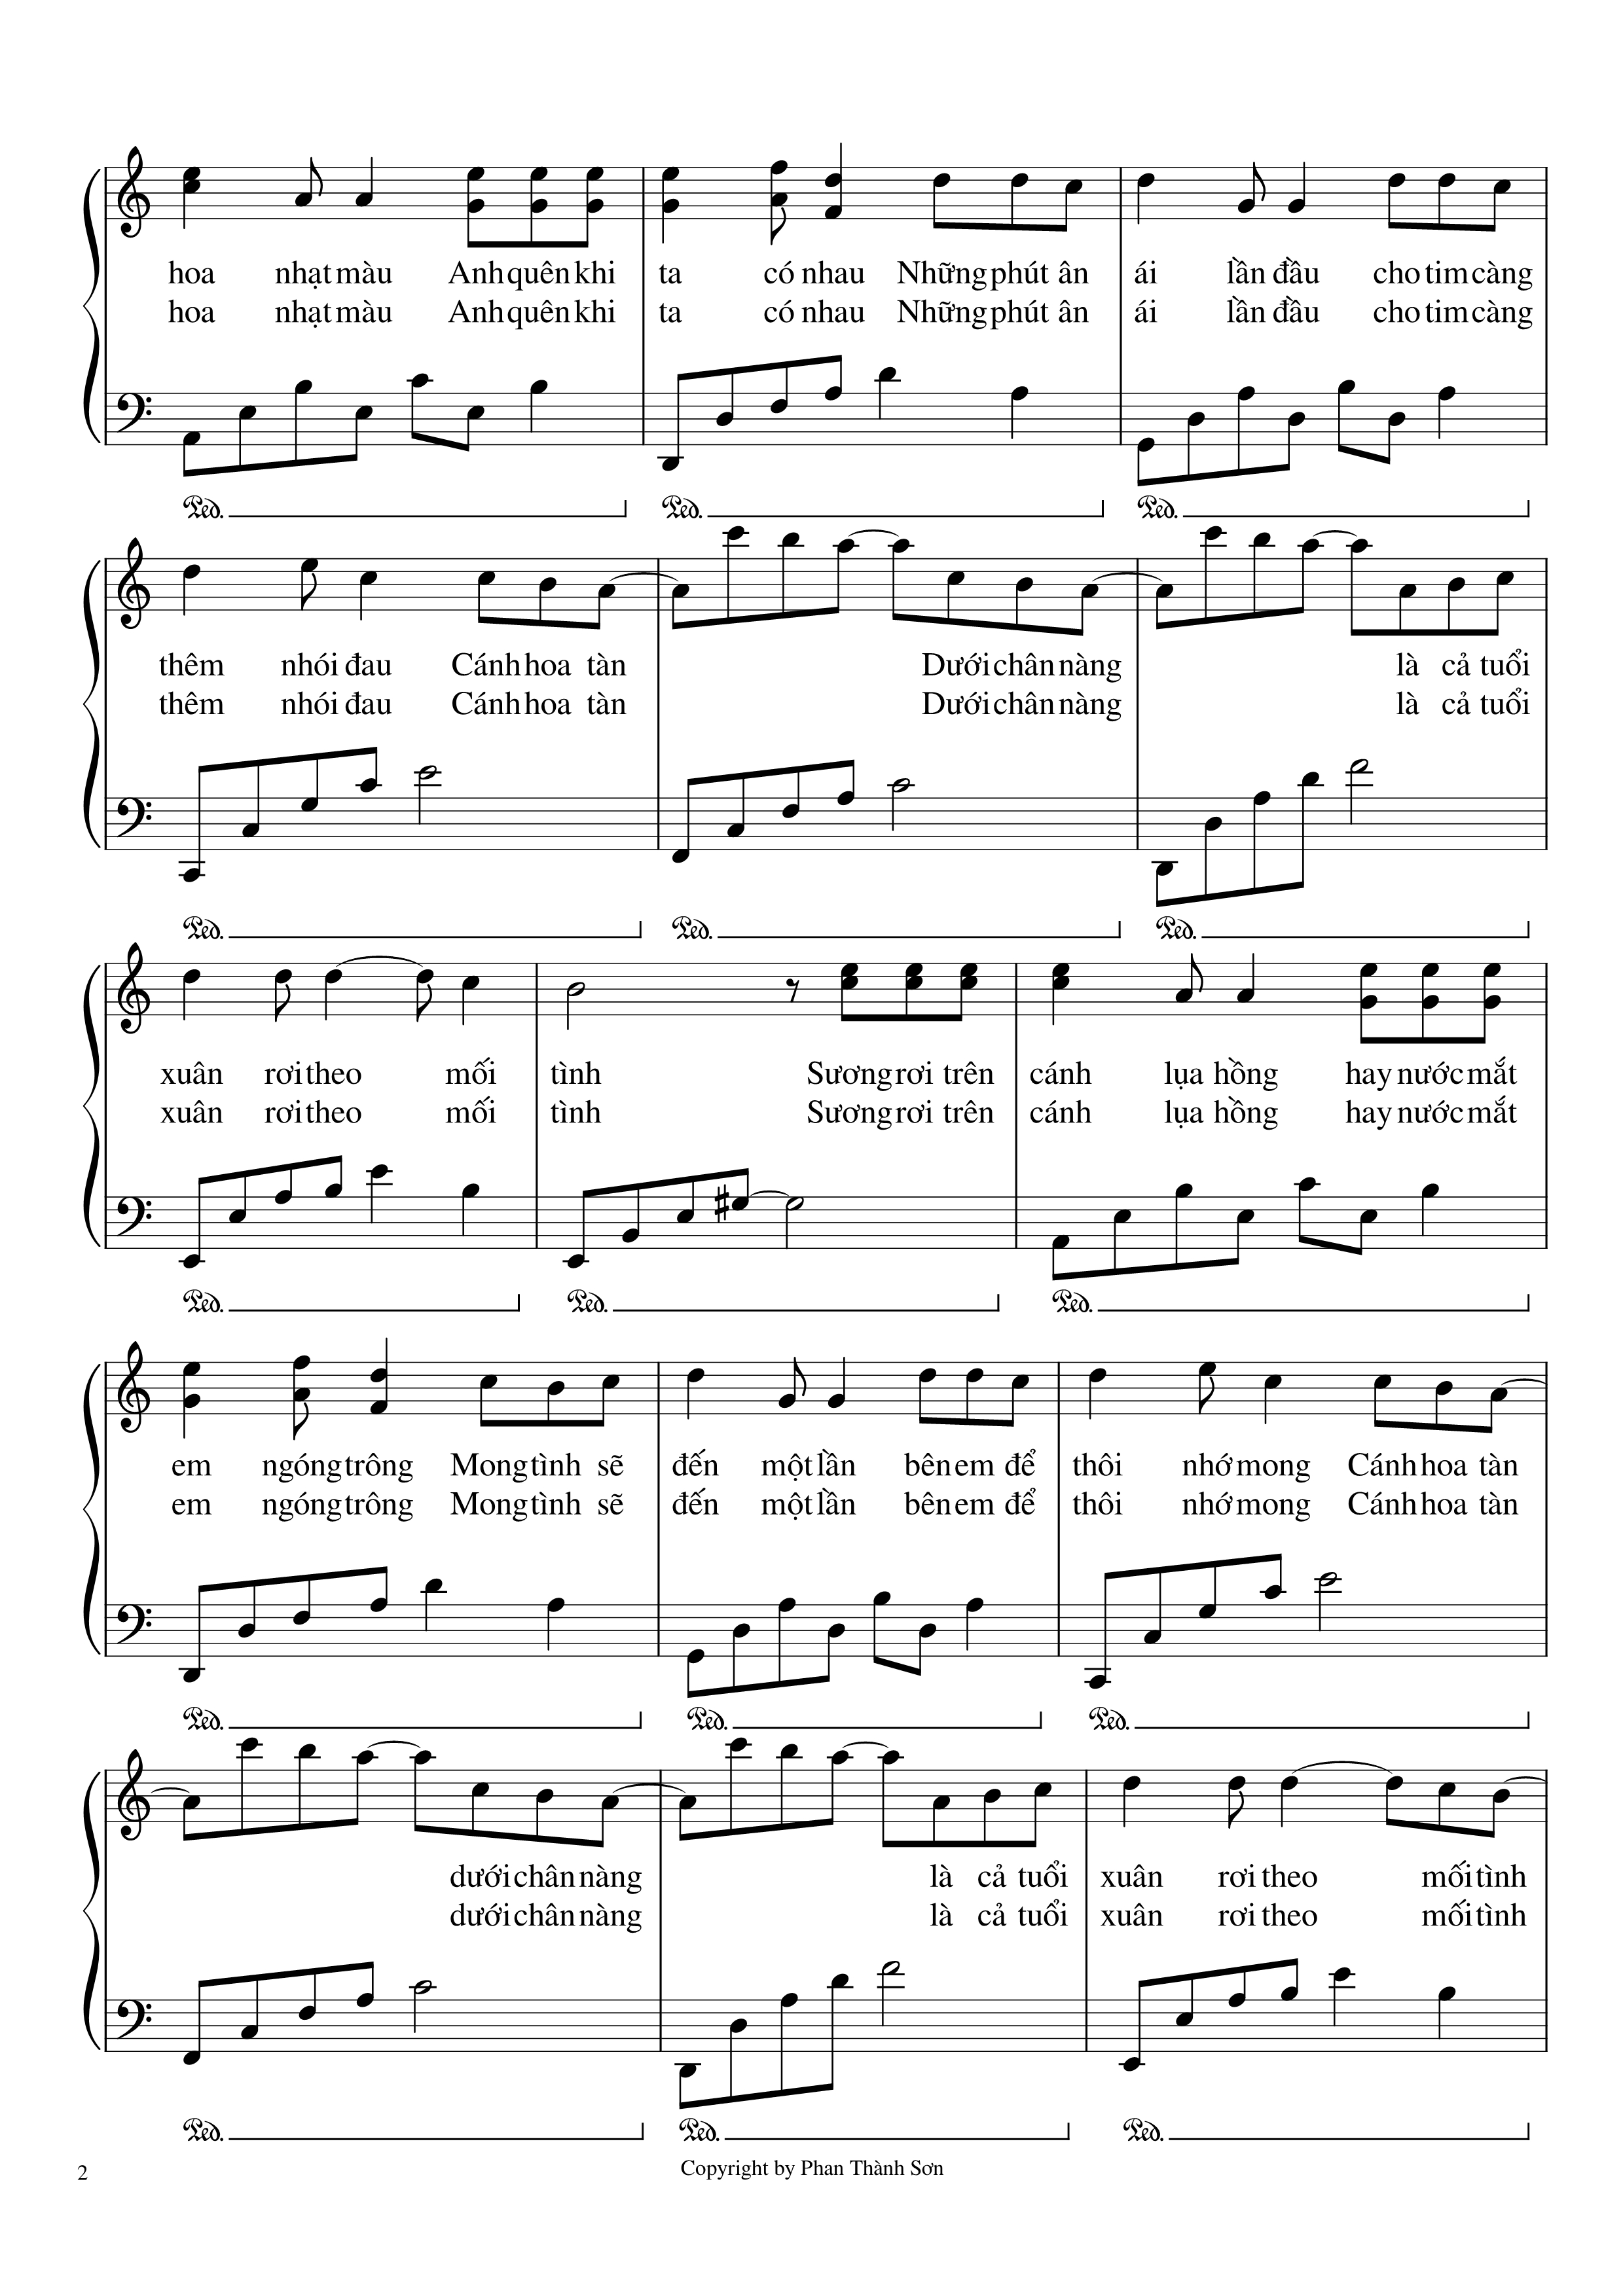 hoa nhạt màu Anh quên khi ta có nhau Những phút ân ái lần đầu cho tim càng
hoa nhạt màu Anh quên khi ta có nhau Những phút ân ái lần đầu cho tim càng
Ped. Ped. Ped.
thêm nhói đau Cánh hoa tàn Dưới chân nàng là cả tuổi
thêm nhói đau Cánh hoa tàn Dưới chân nàng là cả tuổi
Ped. Ped. Ped.
xuân rơi theo mối tình Sương rơi trên cánh lụa hồng hay nước mắt
xuân rơi theo mối tình Sương rơi trên cánh lụa hồng hay nước mắt
Ped. Ped. Ped.
em ngóng trông Mong tình sẽ đến một lần bên em để thôi nhớ mong Cánh hoa tàn
em ngóng trông Mong tình sẽ đến một lần bên em để thôi nhớ mong Cánh hoa tàn
Ped. Ped. Ped.
dưới chân nàng là cả tuổi xuân rơi theo mối tình
dưới chân nàng là cả tuổi xuân rơi theo mối tình
Ped. Ped. Ped.
2 Copyright by Phan Thành Sơn